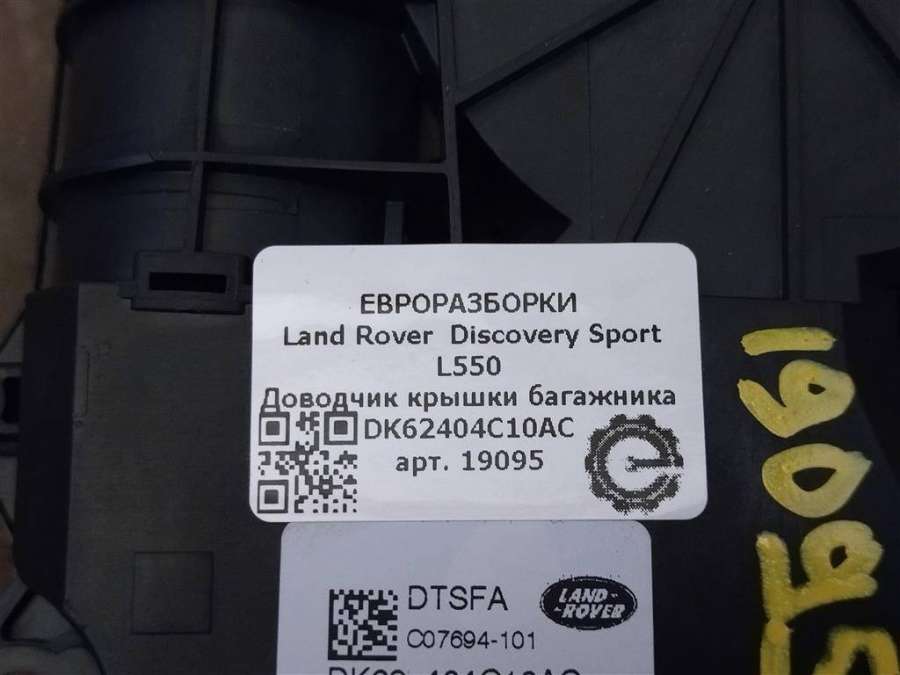 ЕВРОРАЗБОРКИ
Land Rover Discovery Sport
L550
Доводчик крышки багажника
DK62404C10AC
арт. 19095
DTSFA
LAND-
ROVER
C07694-101
19095